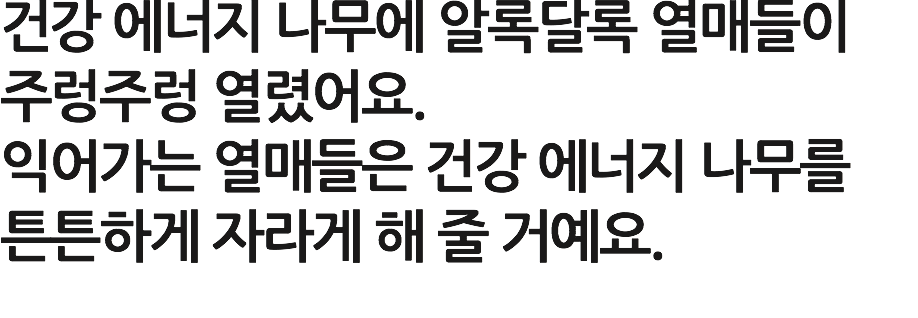 건강 에너지 나무에 알록달록 열매들이
주렁주렁 열렸어요.
익어가는 열매들은 건강 에너지 나무를
튼튼하게 자라게 해 줄 거예요.